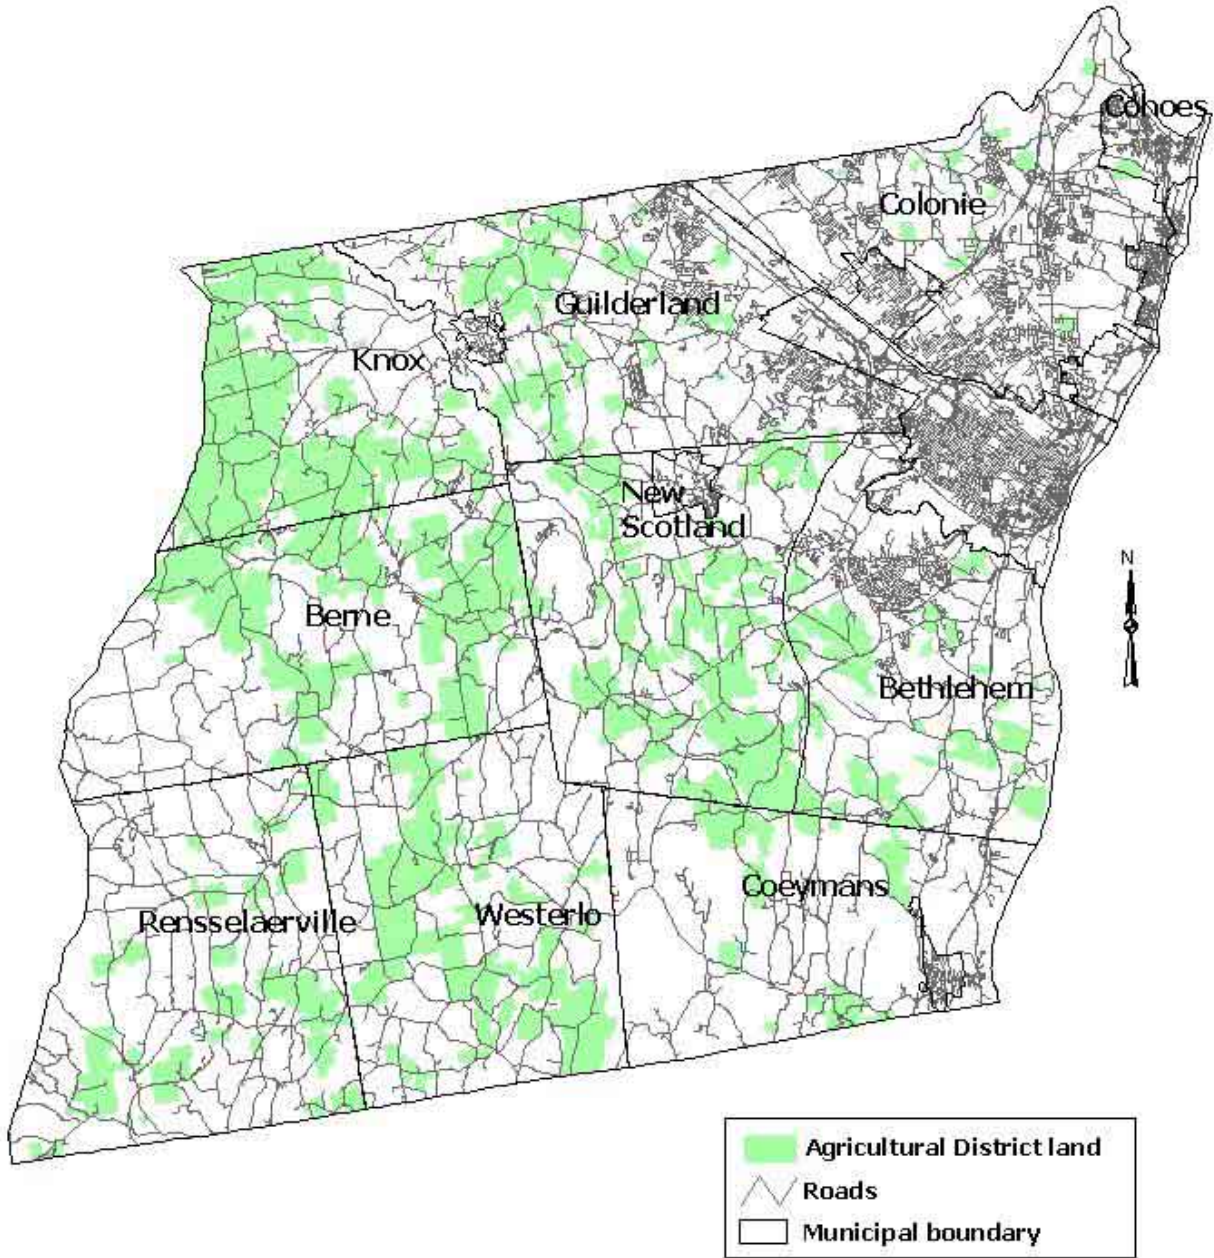 Cohoes
Colonie
Guilderland
Knox
New
Scotland
N
Berne
Bethlehem
Coeymans
Rensselaerville
Westerlo
Agricultural District land
Roads
Municipal boundary